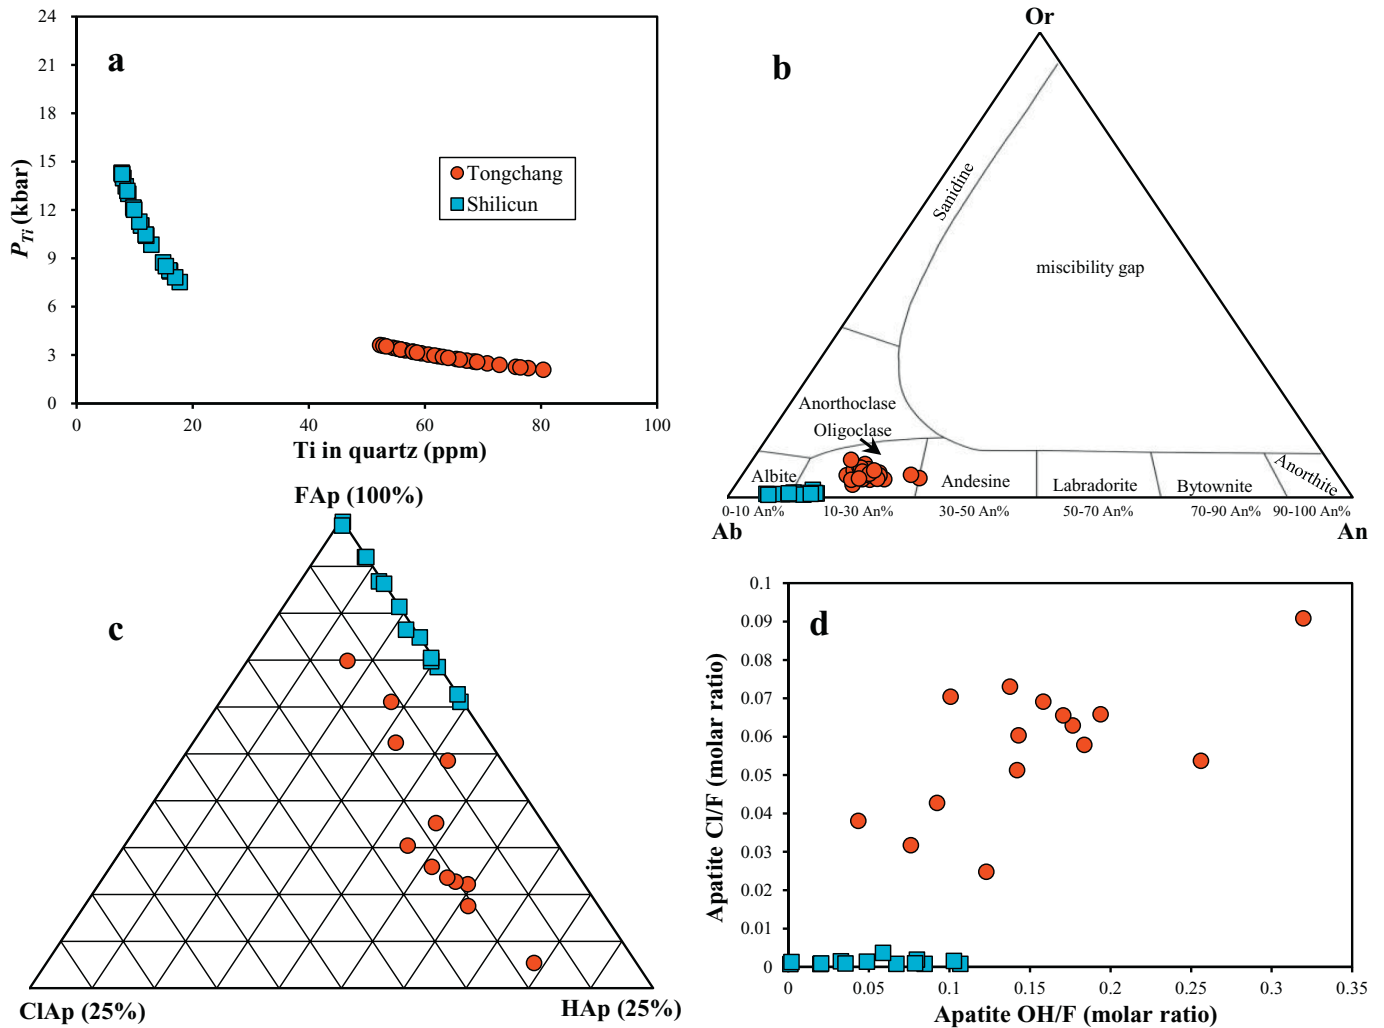 a
24
21
18
15
12
9
6
3
0
P_Ti (kbar)
0 20 40 60 80 100
Ti in quartz (ppm)
Tongchang
Shilicun
b
Or
Sanidine
miscibility gap
Anorthoclase
Oligoclase
Albite
Andesine
Labradorite
Bytownite
Anorthite
0-10 An% 10-30 An% 30-50 An% 50-70 An% 70-90 An% 90-100 An%
Ab An
c
FAp (100%)
ClAp (25%)
HAp (25%)
d
0.1
0.09
0.08
0.07
0.06
0.05
0.04
0.03
0.02
0.01
0
Apatite Cl/F (molar ratio)
0 0.05 0.1 0.15 0.2 0.25 0.3 0.35
Apatite OH/F (molar ratio)